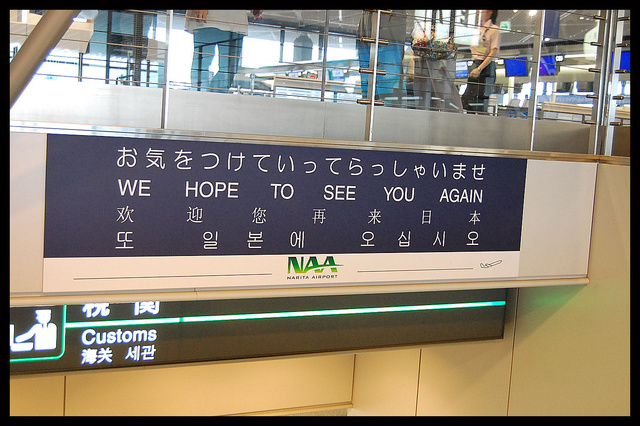 お気をつけていってらっしゃいませ
WE HOPE TO SEE YOU AGAIN
欢迎您再来日本
또 일본에 오십시오
NAA
NARITA AIRPORT
税関
Customs
海关 세관